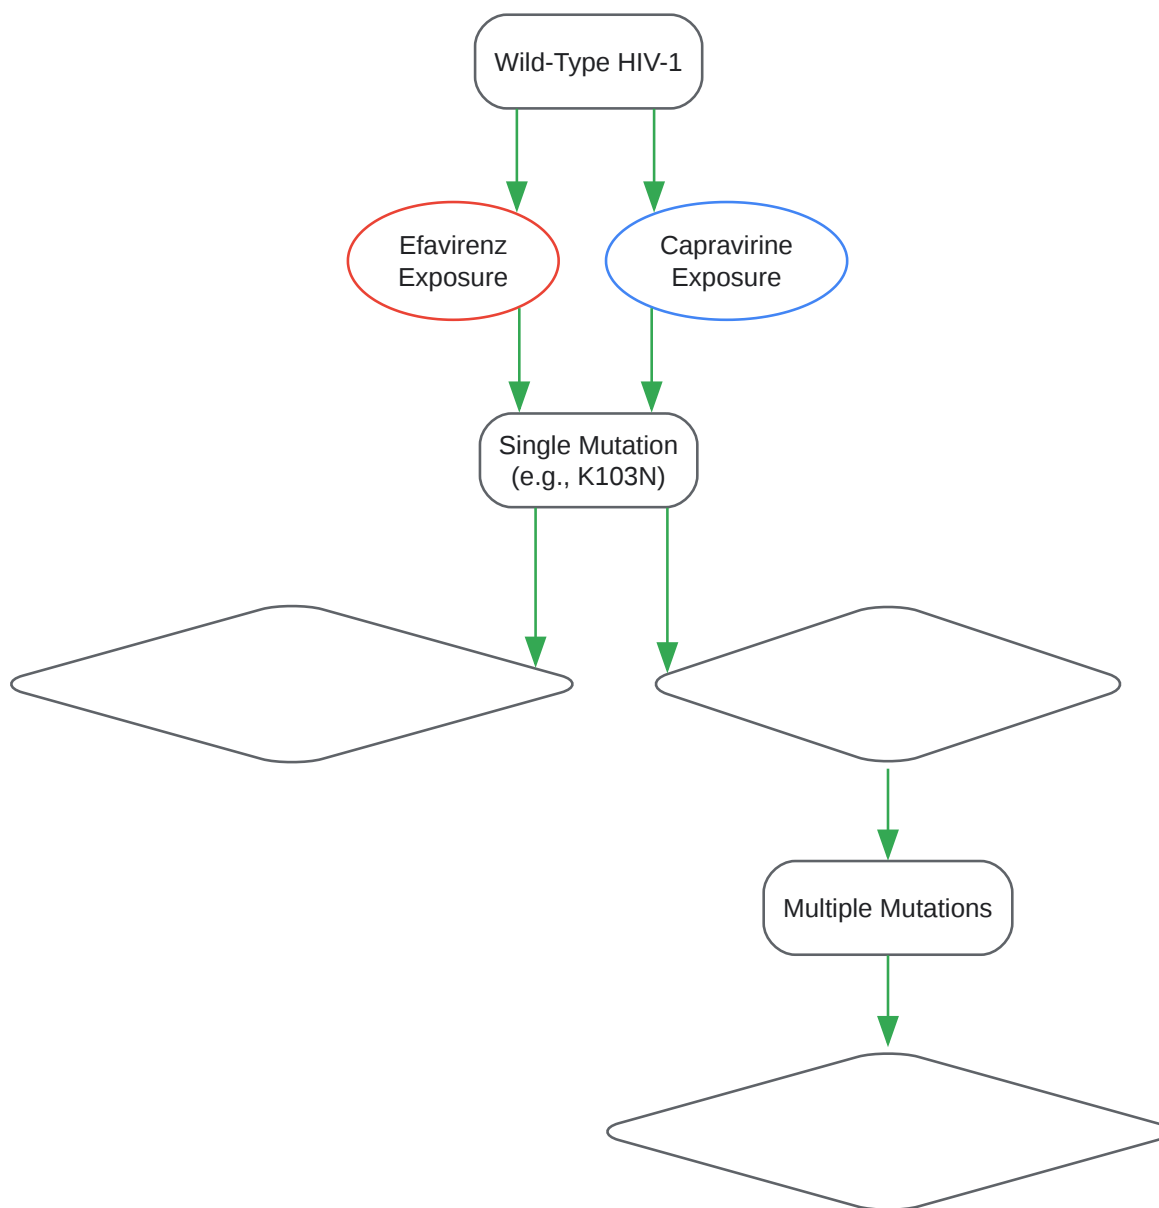 Wild-Type HIV-1
Efavirenz
Exposure
Capravirine
Exposure
Single Mutation
(e.g., K103N)
Multiple Mutations